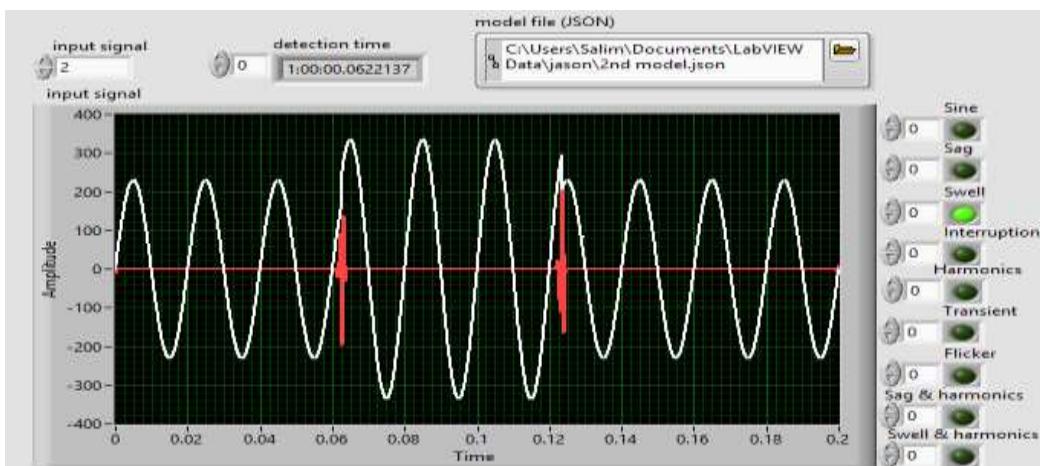 model file (JSON)
input signal
detection time
2
0
1:00:00.0622137
C:\Users\Salim\Documents\LabVIEW
Data\jason\2nd model.json
input signal
400
300
200
100
0
-100
-200
-300
-400
Amplitude
0
0.02
0.04
0.06
0.08
0.1
0.12
0.14
0.16
0.18
0.2
Time
Sine
0
Sag
0
Swell
0
Interruption
0
Harmonics
0
Transient
0
Flicker
0
Sag & harmonics
0
Swell & harmonics
0